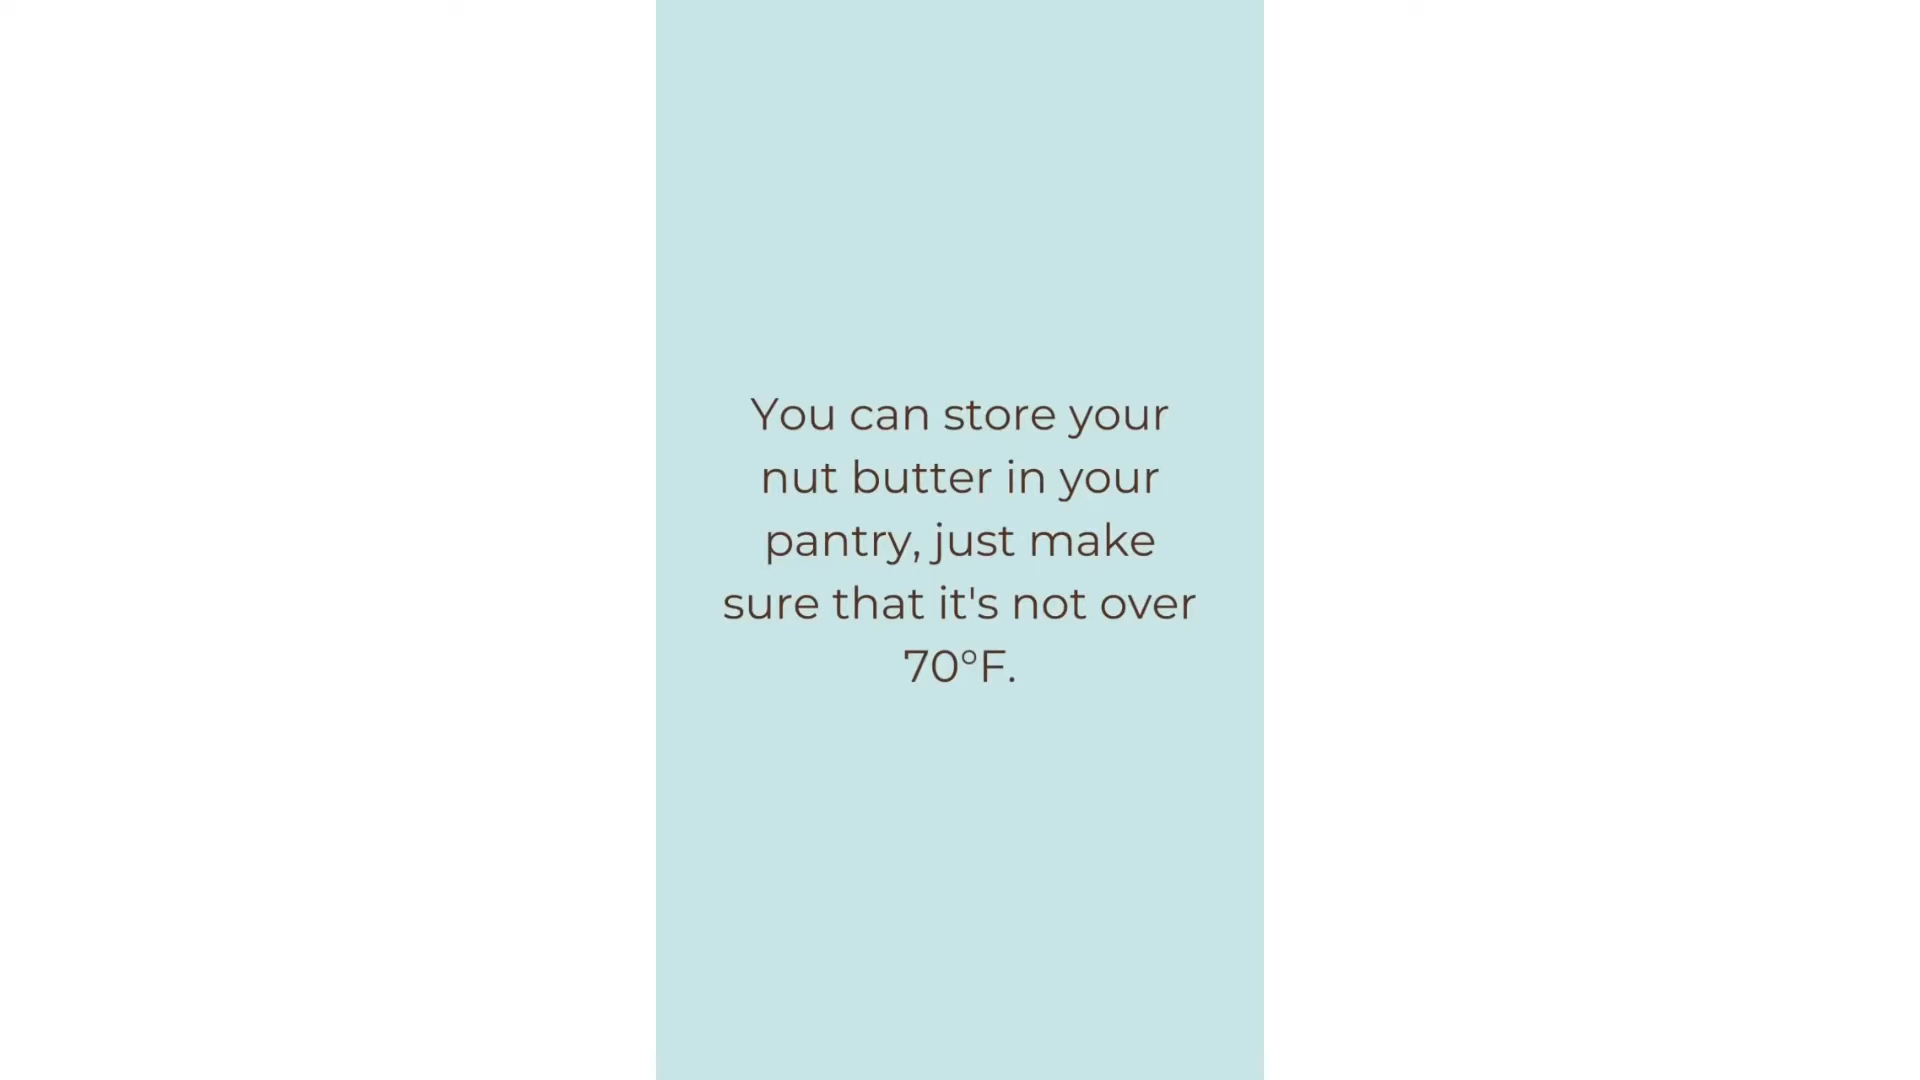 You can store your
nut butter in your
pantry, just make
sure that it's not over
70°F.